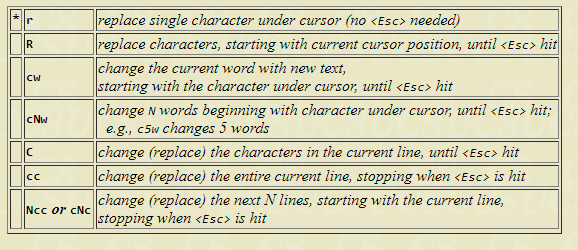 * r replace single character under cursor (no <Esc> needed)
R replace characters, starting with current cursor position, until <Esc> hit
cw change the current word with new text,
starting with the character under cursor, until <Esc> hit
cNw change N words beginning with character under cursor, until <Esc> hit;
e.g., c5w changes 5 words
C change (replace) the characters in the current line, until <Esc> hit
cc change (replace) the entire current line, stopping when <Esc> is hit
Ncc or cNc change (replace) the next N lines, starting with the current line,
stopping when <Esc> is hit